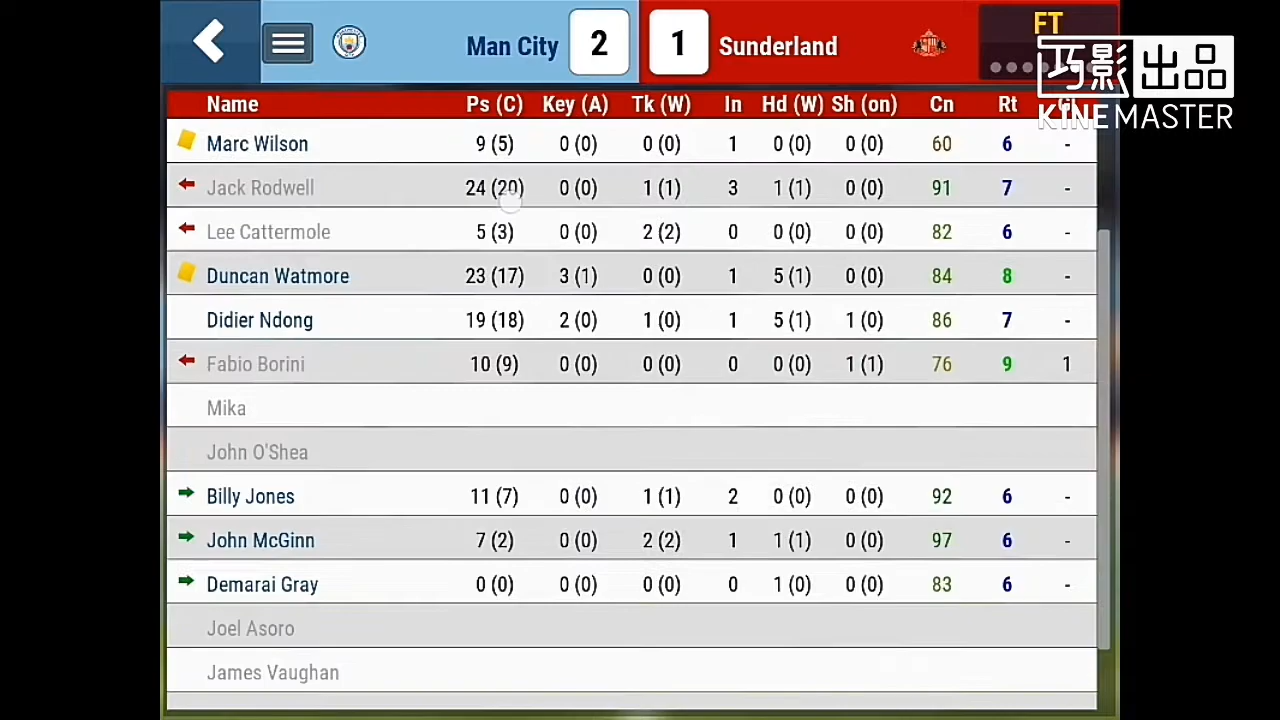 Man City 2 1 Sunderland FT
巧影 出品
KINEMASTER
Name Ps (C) Key (A) Tk (W) In Hd (W) Sh (on) Cn Rt
Marc Wilson 9 (5) 0 (0) 0 (0) 1 0 (0) 0 (0) 60 6 -
Jack Rodwell 24 (20) 0 (0) 1 (1) 3 1 (1) 0 (0) 91 7 -
Lee Cattermole 5 (3) 0 (0) 2 (2) 0 0 (0) 0 (0) 82 6 -
Duncan Watmore 23 (17) 3 (1) 0 (0) 1 5 (1) 0 (0) 84 8 -
Didier Ndong 19 (18) 2 (0) 1 (0) 1 5 (1) 1 (0) 86 7 -
Fabio Borini 10 (9) 0 (0) 0 (0) 0 0 (0) 1 (1) 76 9 1
Mika
John O'Shea
Billy Jones 11 (7) 0 (0) 1 (1) 2 0 (0) 0 (0) 92 6 -
John McGinn 7 (2) 0 (0) 2 (2) 1 1 (1) 0 (0) 97 6 -
Demarai Gray 0 (0) 0 (0) 0 (0) 0 1 (0) 0 (0) 83 6 -
Joel Asoro
James Vaughan